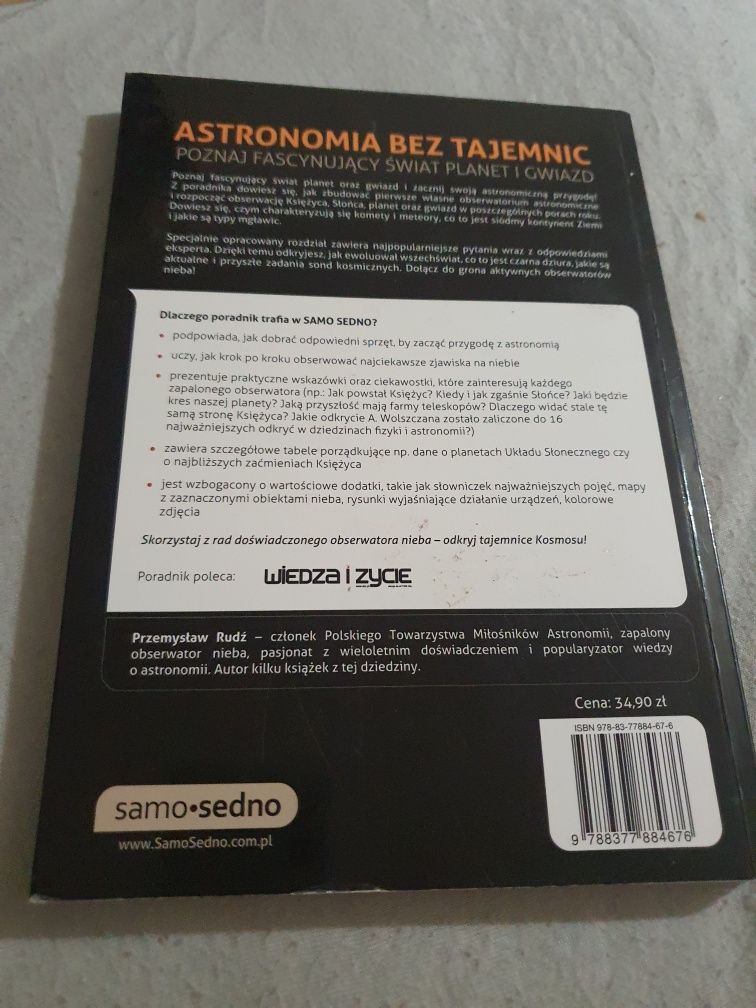 ASTRONOMIA BEZ TAJEMNIC
POZNAJ FASCYNUJĄCY ŚWIAT PLANET I GWIAZD
Poznaj fascynujący świat planet oraz gwiazd i zacznij swoją astronomiczną przygodę!
Z poradnika dowiesz się, jak zbudować pierwsze własne obserwatorium astronomiczne
i rozpocząć obserwację Księżyca, Słońca, planet oraz gwiazd w poszczególnych porach roku.
Dowiesz się, czym charakteryzują się komety i meteory, co to jest siódmy kontynent Ziemi
i jakie są typy mgławic.
Specjalnie opracowany rozdział zawiera najpopularniejsze pytania wraz z odpowiedziami
eksperta. Dzięki temu odkryjesz, jak ewoluował wszechświat, co to jest czarna dziura, jakie są
aktualne i przyszłe zadania sond kosmicznych. Dołącz do grona aktywnych obserwatorów
nieba!
Dlaczego poradnik trafia w SAMO SEDNO?
• podpowiada, jak dobrać odpowiedni sprzęt, by zacząć przygodę z astronomią
• uczy, jak krok po kroku obserwować najciekawsze zjawiska na niebie
• prezentuje praktyczne wskazówki oraz ciekawostki, które zainteresują każdego
zapalonego obserwatora (np.: Jak powstał Księżyc? Kiedy i jak zgaśnie Słońce? Jaki będzie
kres naszej planety? Jaką przyszłość mają farmy teleskopów? Dlaczego widać stale tę
samą stronę Księżyca? Jakie odkrycie A. Wolszczana zostało zaliczone do 16
najważniejszych odkryć w dziedzinach fizyki i astronomii?)
• zawiera szczegółowe tabele porządkujące np. dane o planetach Układu Słonecznego czy
o najbliższych zaćmieniach Księżyca
• jest wzbogacony o wartościowe dodatki, takie jak słowniczek najważniejszych pojęć, mapy
z zaznaczonymi obiektami nieba, rysunki wyjaśniające działanie urządzeń, kolorowe
zdjęcia
Skorzystaj z rad doświadczonego obserwatora nieba – odkryj tajemnice Kosmosu!
Poradnik poleca: WIEDZA I ŻYCIE
Przemysław Rudź – członek Polskiego Towarzystwa Miłośników Astronomii, zapalony
obserwator nieba, pasjonat z wieloletnim doświadczeniem i popularyzator wiedzy
o astronomii. Autor kilku książek z tej dziedziny.
Cena: 34,90 zł
ISBN 978-83-77884-67-6
9 788377 884676
samo•sedno
www.SamoSedno.com.pl